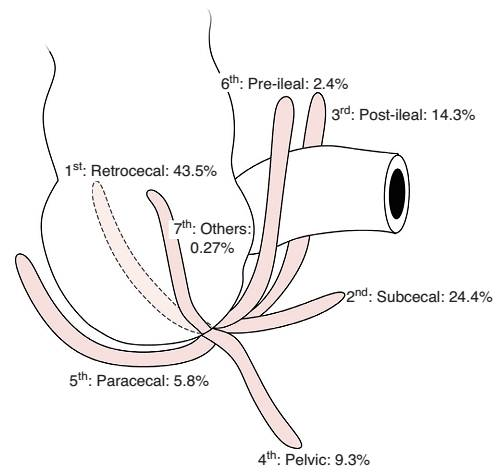 6th: Pre-ileal: 2.4%
3rd: Post-ileal: 14.3%
1st: Retrocecal: 43.5%
7th: Others:
0.27%
2nd: Subcecal: 24.4%
5th: Paracecal: 5.8%
4th: Pelvic: 9.3%